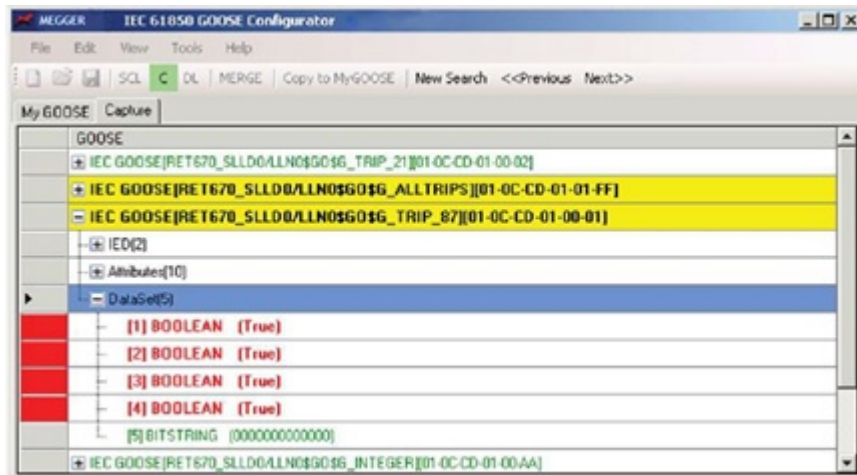 MEGGER IEC 61850 GOOSE Configurator
File Edit View Tools Help
SCL C DL MERGE Copy to MyGOOSE New Search <<Previous Next>>
My GOOSE Capture
GOOSE
IEC GOOSE[RET670_SLLD0/LLN0$GO$G_TRIP_21][01-0C-CD-01-00-02]
IEC GOOSE[RET670_SLLD0/LLN0$GO$G_ALLTRIPS][01-0C-CD-01-01-FF]
IEC GOOSE[RET670_SLLD0/LLN0$GO$G_TRIP_87][01-0C-CD-01-00-01]
IED(2)
Attributes(10)
DataSet(5)
[1] BOOLEAN (True)
[2] BOOLEAN (True)
[3] BOOLEAN (True)
[4] BOOLEAN (True)
[5] BITSTRING (0000000000000)
IEC GOOSE[RET670_SLLD0/LLN0$GO$G_INTEGER][01-0C-CD-01-00-AA]